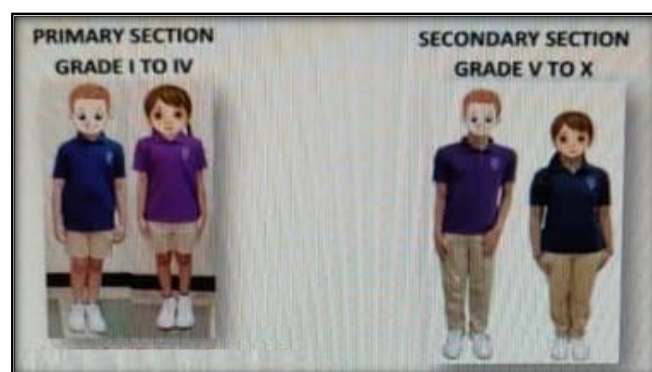 PRIMARY SECTION
GRADE I TO IV
SECONDARY SECTION
GRADE V TO X